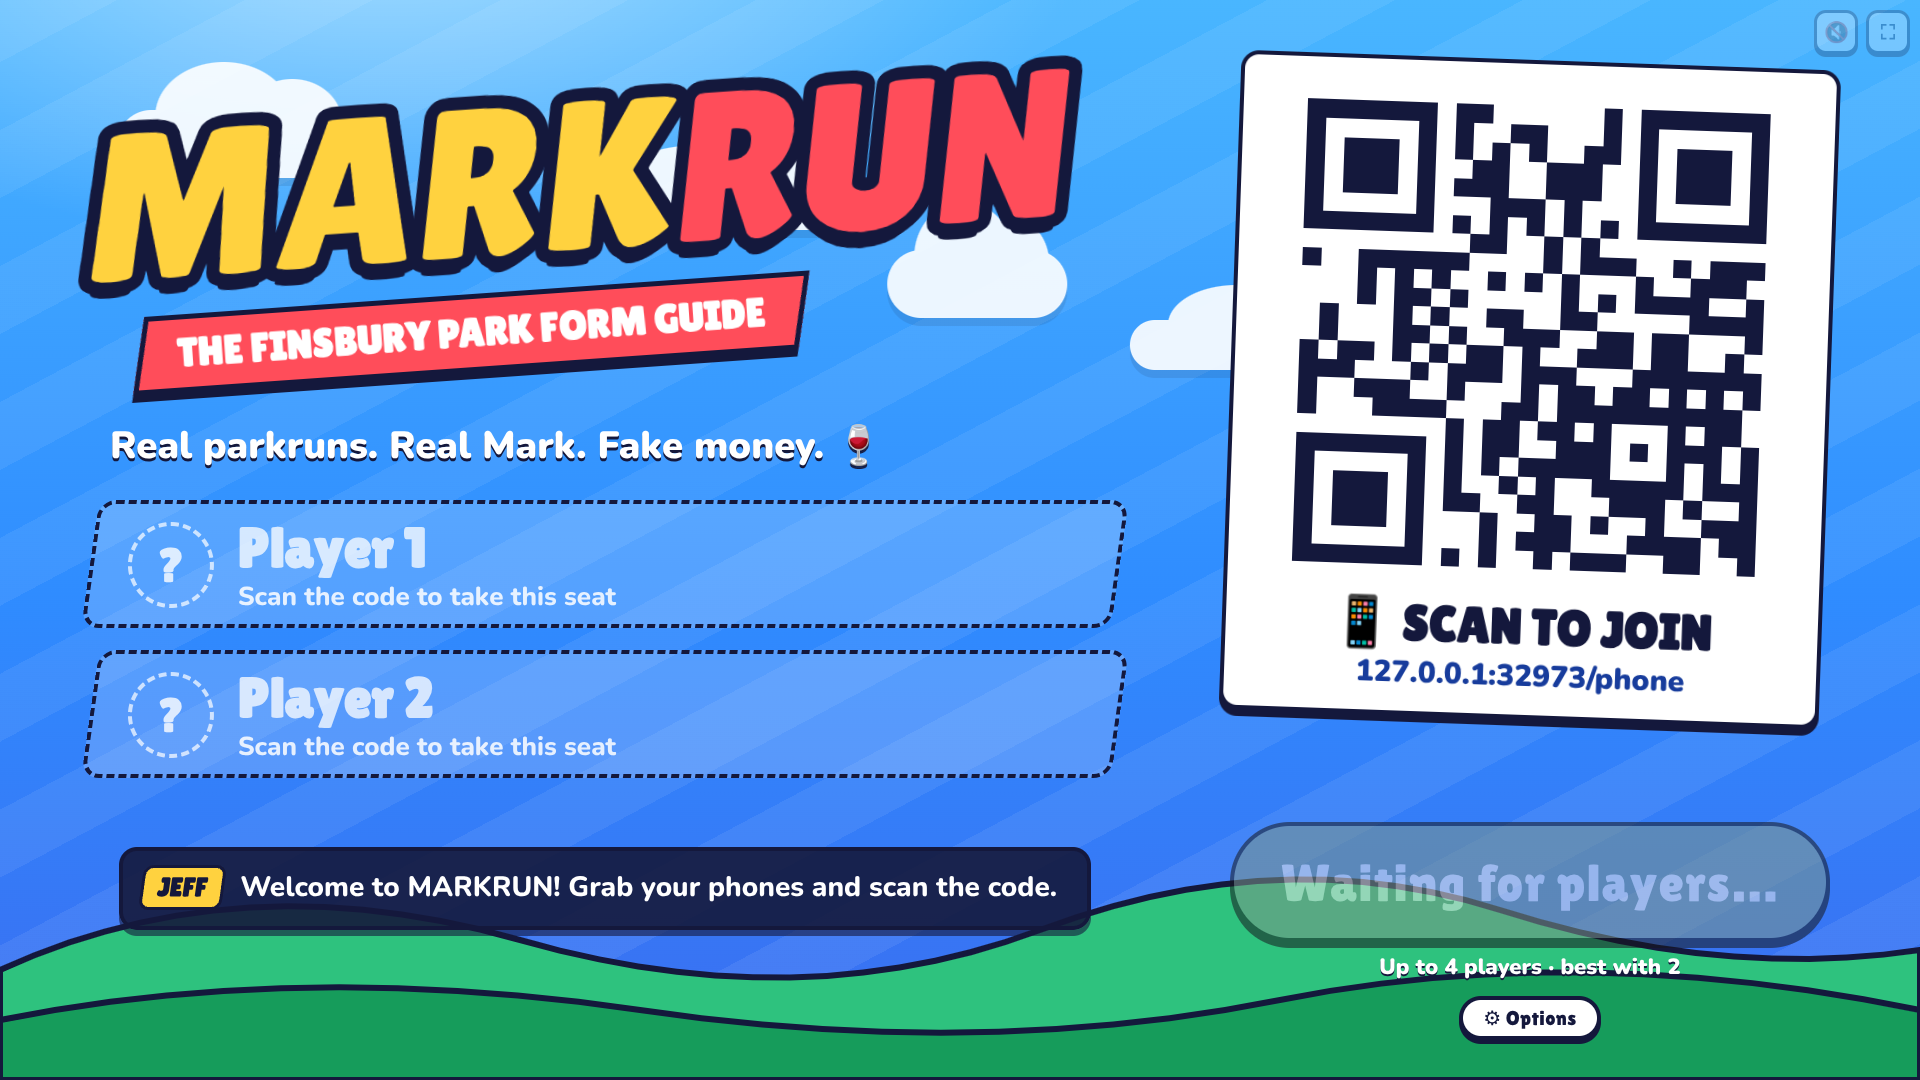 MARKRUN
THE FINSBURY PARK FORM GUIDE
Real parkruns. Real Mark. Fake money. 🍷
?
Player 1
Scan the code to take this seat
?
Player 2
Scan the code to take this seat
JEFF Welcome to MARKRUN! Grab your phones and scan the code.
📱 SCAN TO JOIN
127.0.0.1:32973/phone
Waiting for players...
Up to 4 players · best with 2
⚙ Options